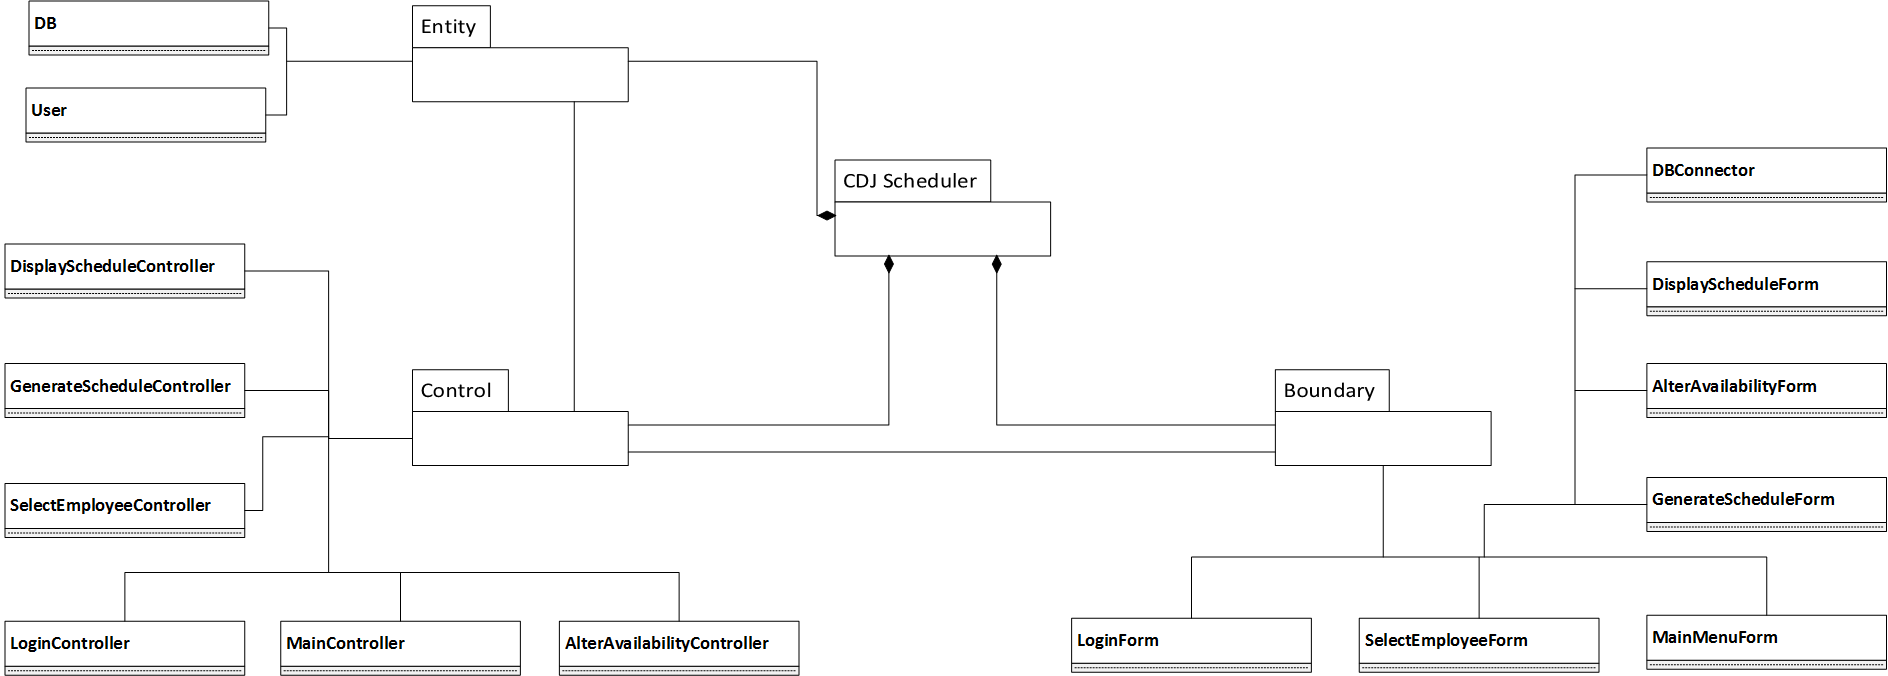 DB
Entity
User
CDJ Scheduler
DBConnector
DisplayScheduleController
DisplayScheduleForm
GenerateScheduleController
Control
Boundary
AlterAvailabilityForm
SelectEmployeeController
GenerateScheduleForm
LoginController
MainController
AlterAvailabilityController
LoginForm
SelectEmployeeForm
MainMenuForm